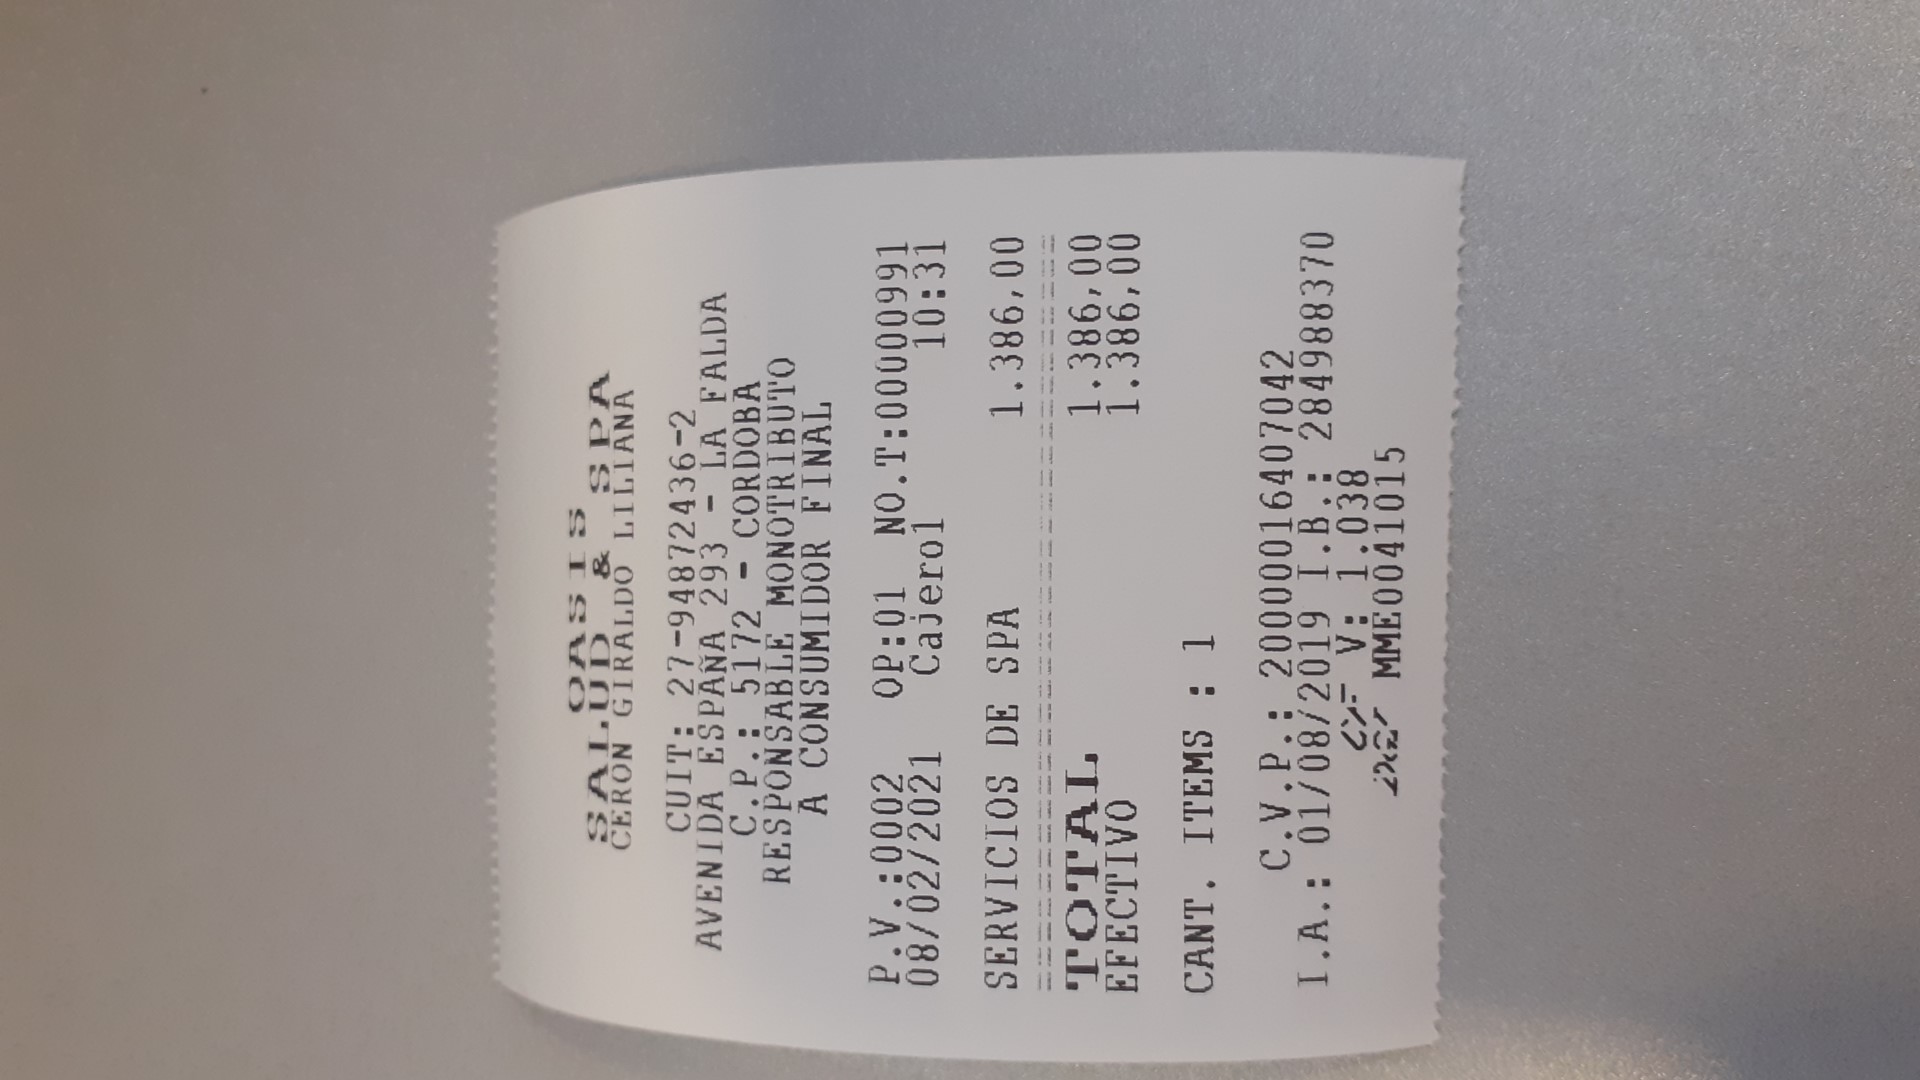 OASIS
SALUD & SPA
CERON GIRALDO LILIANA
CUIT: 27-94872436-2
AVENIDA ESPAÑA 293 - LA FALDA
C.P.: 5172 - CORDOBA
RESPONSABLE MONOTRIBUTO
A CONSUMIDOR FINAL
P.V.:0002 OP:01 NO.T:00000991
08/02/2021 Cajero1 10:31
SERVICIOS DE SPA 1.386,00
TOTAL 1.386,00
EFECTIVO 1.386,00
CANT. ITEMS : 1
C.V.P.: 20000016407042
I.A.: 01/08/2019 I.B.: 284988370
V: 1.038
MME0041015